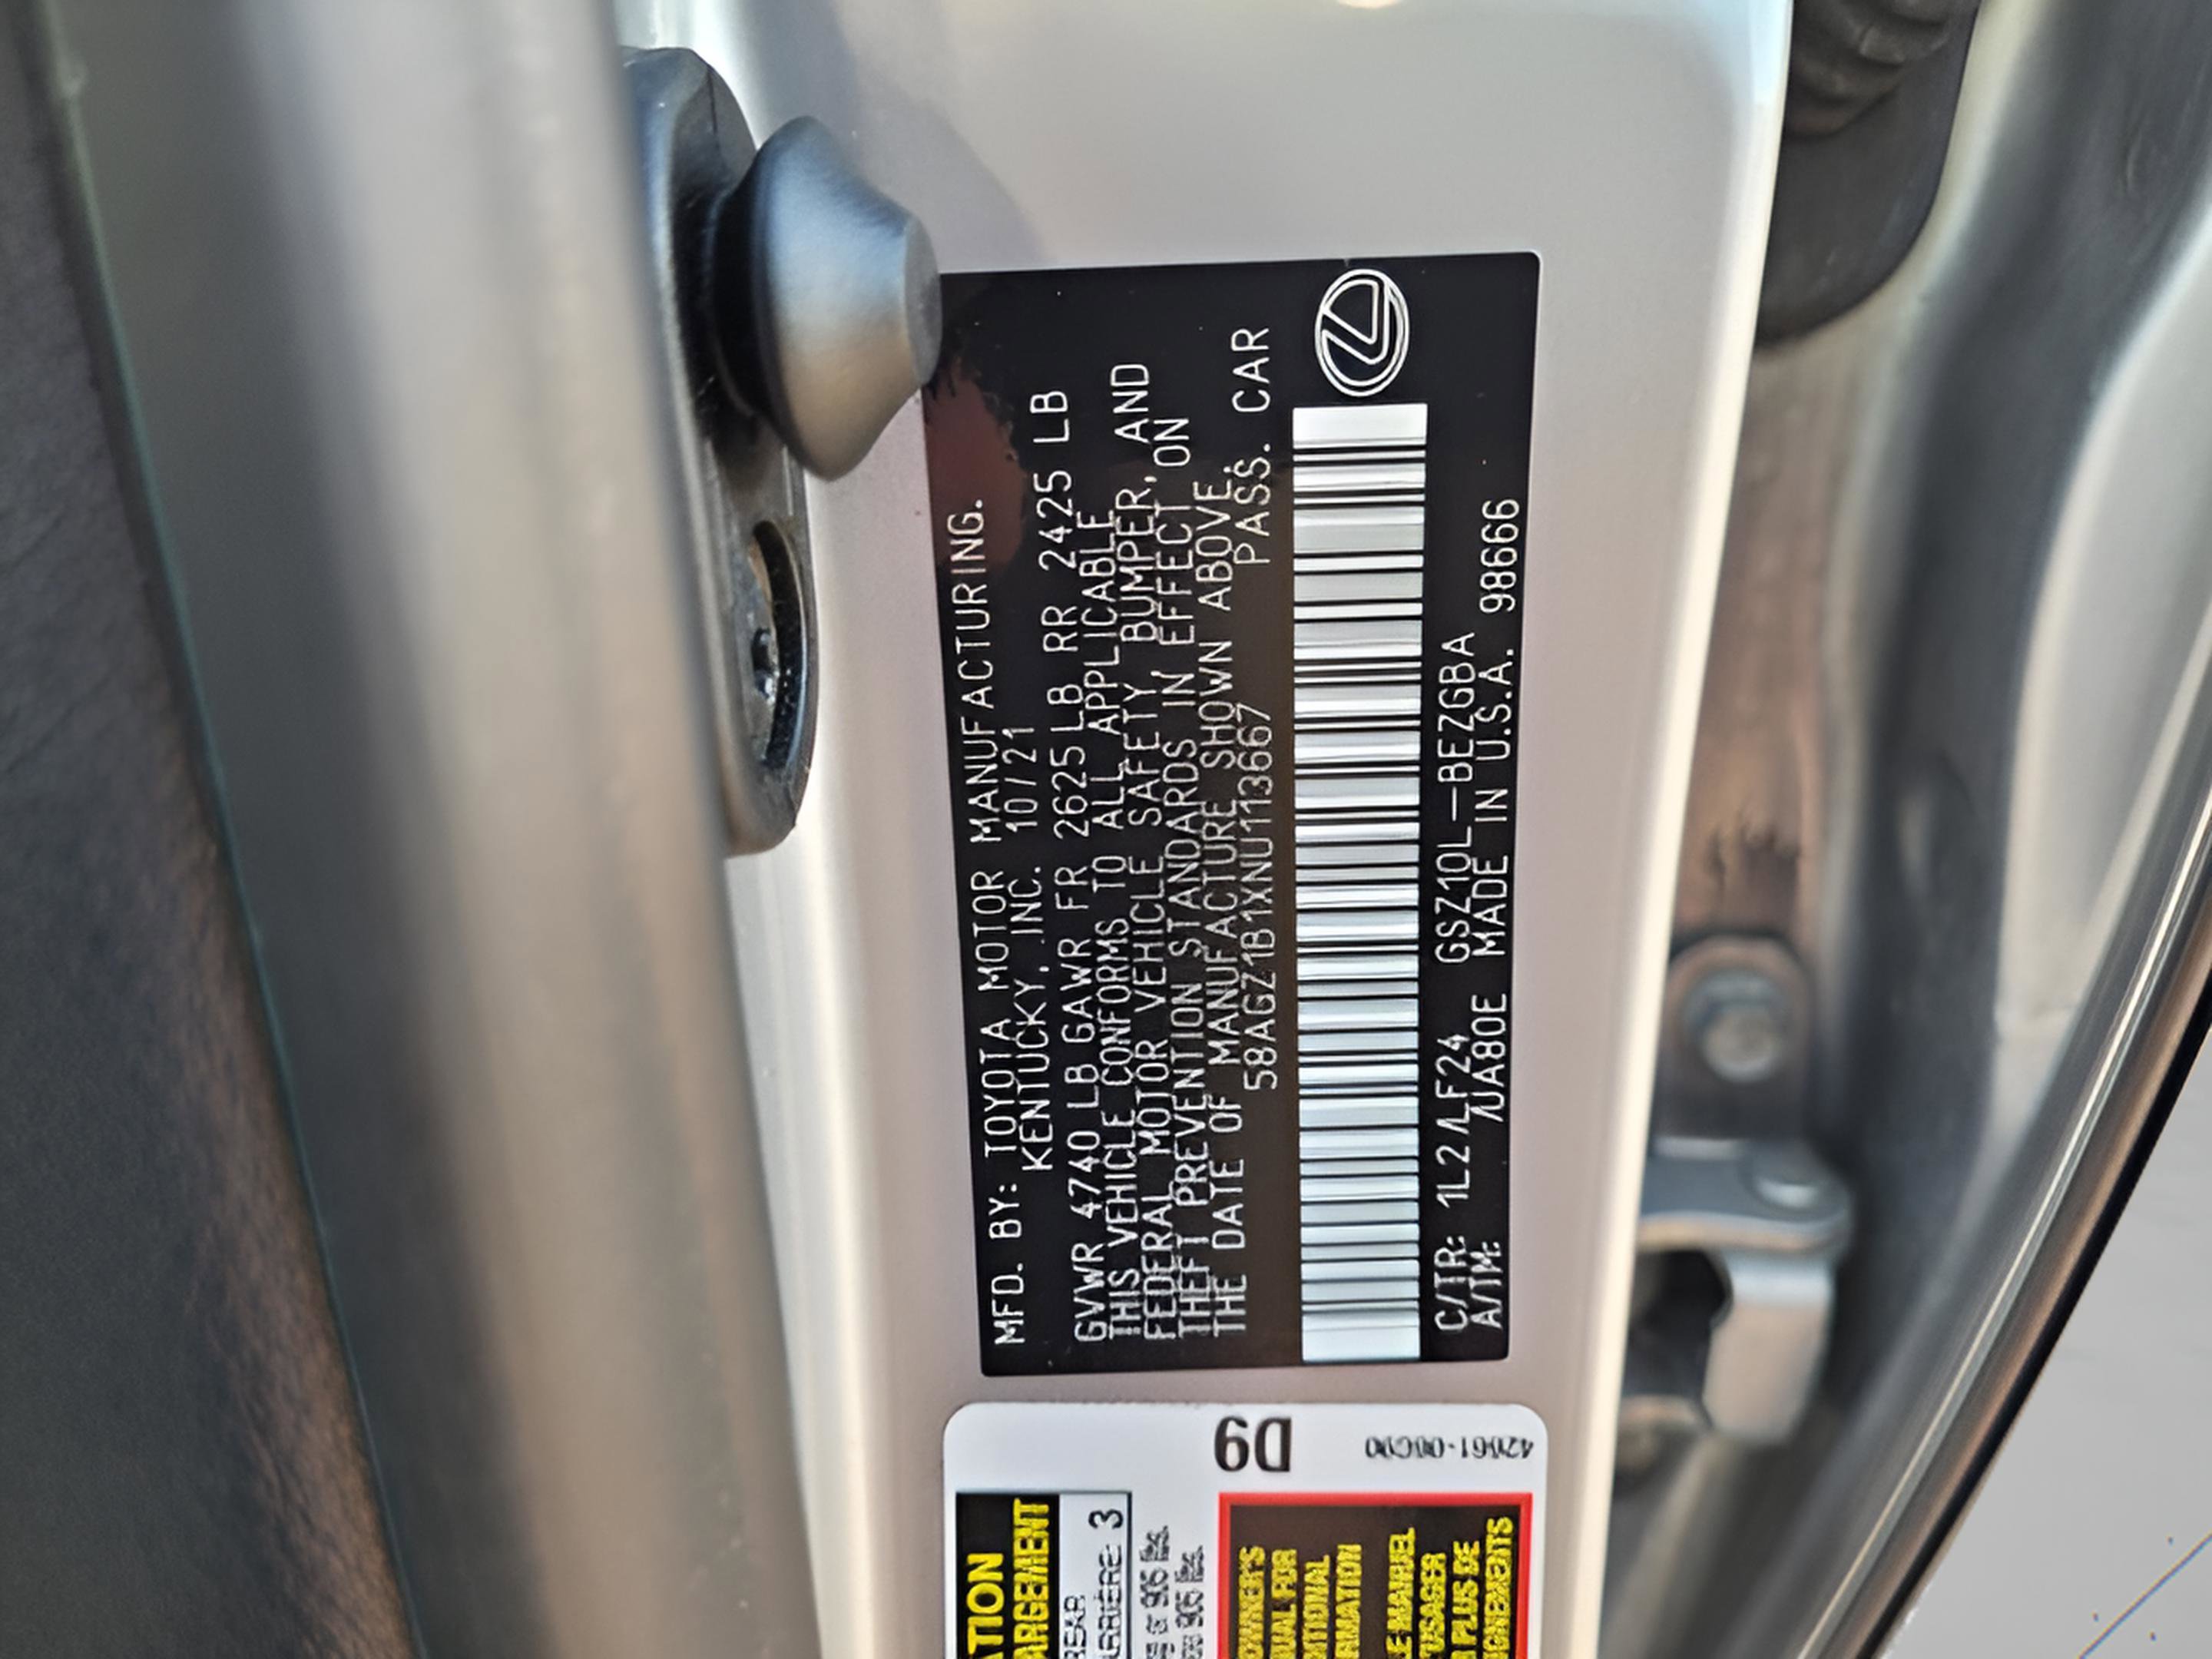 MFD. BY: TOYOTA MOTOR MANUFACTURING.
KENTUCKY, INC. 10/21
GVWR 4740 LB GAWR FR 2625 LB RR 2425 LB
THIS VEHICLE CONFORMS TO ALL APPLICABLE
FEDERAL MOTOR VEHICLE SAFETY, BUMPER, AND
THEFT PREVENTION STANDARDS IN EFFECT ON
THE DATE OF MANUFACTURE SHOWN ABOVE.
58AGZ1B1XNU113667 PASS. CAR
C/TR: 1L2/LF24 GSZ10L-BEZGBA
A/TM: /UA80E MADE IN U.S.A. 98666
D9
ARGEMENT
3